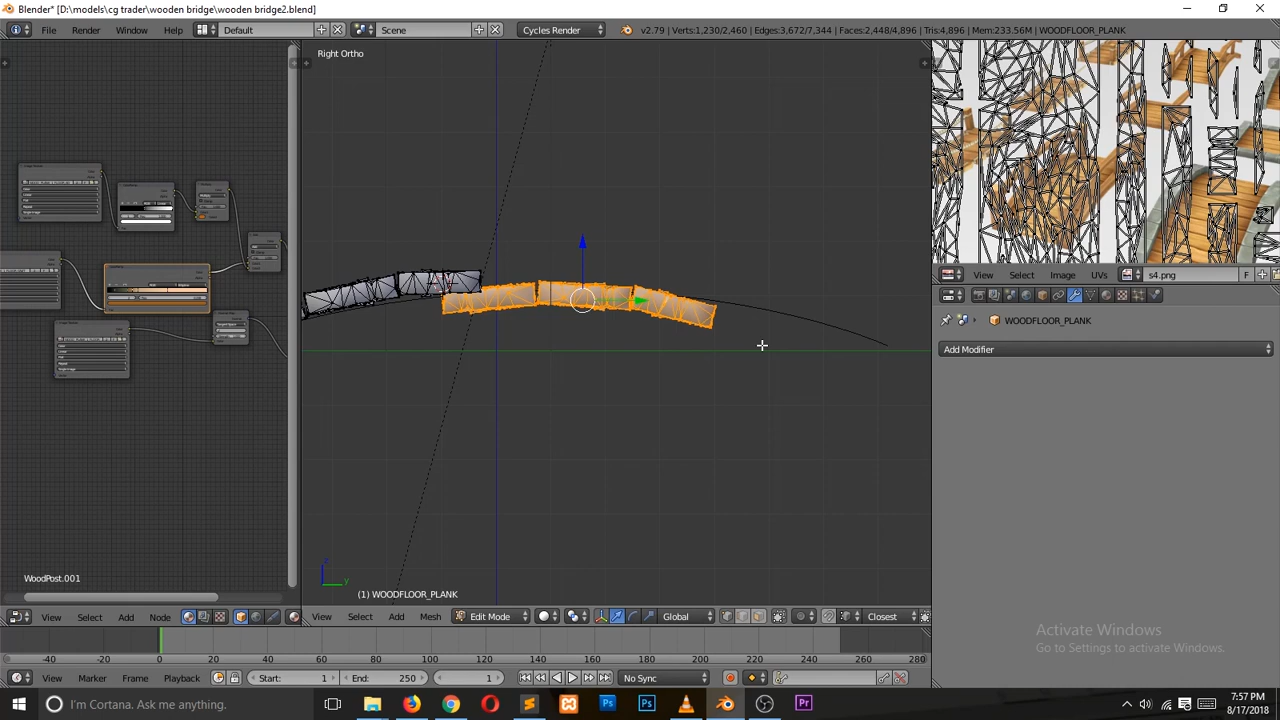 Blender* [D:\models\cg trader\wooden bridge\wooden bridge2.blend]
File Render Window Help Default Scene Cycles Render v2.79 | Verts:1,230/2,460 | Edges:3,672/7,344 | Faces:2,448/4,896 | Tris:4,896 | Mem:233.56M | WOODFLOOR_PLANK
Right Ortho
View Select Image UVs s4.png F
WOODFLOOR_PLANK
Add Modifier
z
y
WoodPost.001
(1) WOODFLOOR_PLANK
View Select Add Node View Select Add Mesh Edit Mode Global Closest
Activate Windows
Go to Settings to activate Windows.
-40 -20 0 20 40 60 80 100 120 140 160 180 200 220 240 260 280
View Marker Frame Playback Start: 1 End: 250 1 No Sync
I'm Cortana. Ask me anything.
Ps Ps Pr
7:57 PM
8/17/2018